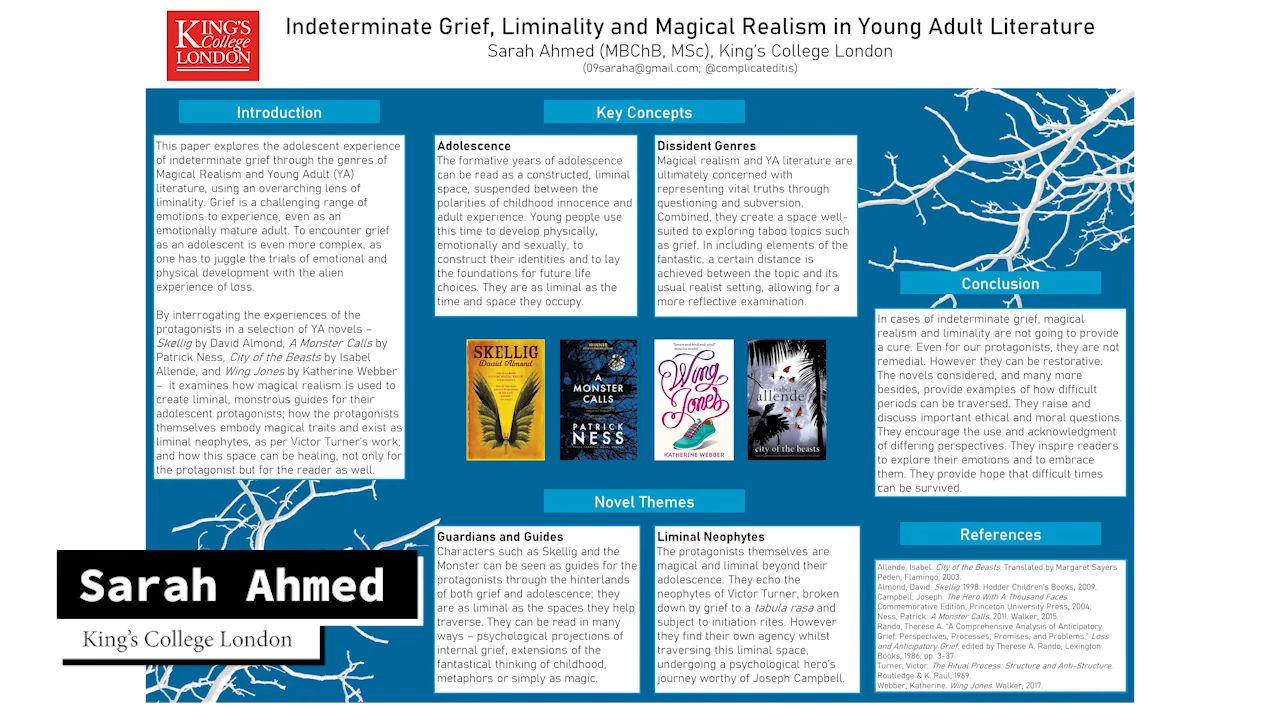 KING'S
College
LONDON
Indeterminate Grief, Liminality and Magical Realism in Young Adult Literature
Sarah Ahmed (MBChB, MSc), King's College London
(09saraha@gmail.com; @complicateditis)
Introduction
This paper explores the adolescent experience
of indeterminate grief through the genres of
Magical Realism and Young Adult (YA)
literature, using an overarching lens of
liminality. Grief is a challenging range of
emotions to experience, even as an
emotionally mature adult. To encounter grief
as an adolescent is even more complex, as
one has to juggle the trials of emotional and
physical development with the alien
experience of loss.
By interrogating the experiences of the
protagonists in a selection of YA novels –
Skellig by David Almond, A Monster Calls by
Patrick Ness, City of the Beasts by Isabel
Allende, and Wing Jones by Katherine Webber
– it examines how magical realism is used to
create liminal, monstrous guides for their
adolescent protagonists; how the protagonists
themselves embody magical traits and exist as
liminal neophytes, as per Victor Turner's work;
and how this space can be healing, not only for
the protagonist but for the reader as well.
Key Concepts
Adolescence
The formative years of adolescence
can be read as a constructed, liminal
space, suspended between the
polarities of childhood innocence and
adult experience. Young people use
this time to develop physically,
emotionally and sexually, to
construct their identities and to lay
the foundations for future life
choices. They are as liminal as the
time and space they occupy.
Dissident Genres
Magical realism and YA literature are
ultimately concerned with
representing vital truths through
questioning and subversion.
Combined, they create a space well-
suited to exploring taboo topics such
as grief. In including elements of the
fantastic, a certain distance is
achieved between the topic and its
usual realist setting, allowing for a
more reflective examination.
SKELLIG
David Almond
A
MONSTER
CALLS
PATRICK
NESS
Wing
Jones
KATHERINE WEBBER
allende
city of the beasts
Novel Themes
Guardians and Guides
Characters such as Skellig and the
Monster can be seen as guides for the
protagonists through the hinterlands
of both grief and adolescence; they
are as liminal as the spaces they help
traverse. They can be read in many
ways – psychological projections of
internal grief, extensions of the
fantastical thinking of childhood,
metaphors or simply as magic.
Liminal Neophytes
The protagonists themselves are
magical and liminal beyond their
adolescence. They echo the
neophytes of Victor Turner, broken
down by grief to a tabula rasa and
subject to initiation rites. However
they find their own agency whilst
traversing this liminal space,
undergoing a psychological hero's
journey worthy of Joseph Campbell.
Conclusion
In cases of indeterminate grief, magical
realism and liminality are not going to provide
a cure. Even for our protagonists, they are not
remedial. However they can be restorative.
The novels considered, and many more
besides, provide examples of how difficult
periods can be traversed. They raise and
discuss important ethical and moral questions.
They encourage the use and acknowledgment
of differing perspectives. They inspire readers
to explore their emotions and to embrace
them. They provide hope that difficult times
can be survived.
References
Allende, Isabel. City of the Beasts. Translated by Margaret Sayers
Peden, Flamingo, 2003.
Almond, David. Skellig. 1998. Hodder Children's Books, 2009.
Campbell, Joseph. The Hero With A Thousand Faces.
Commemorative Edition, Princeton University Press, 2004.
Ness, Patrick. A Monster Calls. 2011. Walker, 2015.
Rando, Therese A. "A Comprehensive Analysis of Anticipatory
Grief: Perspectives, Processes, Promises, and Problems." Loss
and Anticipatory Grief, edited by Therese A. Rando, Lexington
Books, 1986, pp. 3–37.
Turner, Victor. The Ritual Process: Structure and Anti-Structure.
Routledge & K. Paul, 1969.
Webber, Katherine. Wing Jones. Walker, 2017.
Sarah Ahmed
King's College London